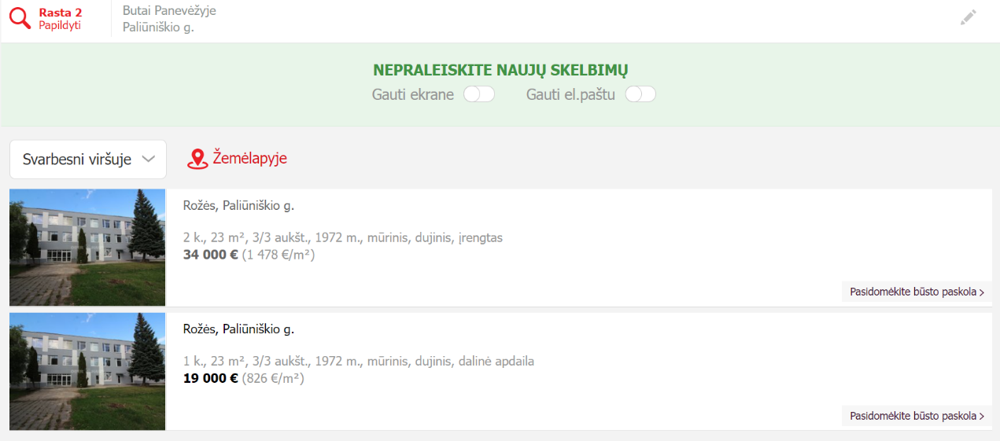 Rasta 2
Papildyti
Butai Panevėžyje
Paliūniškio g.
NEPRALEISKITE NAUJŲ SKELBIMŲ
Gauti ekrane
Gauti el.paštu
Svarbesni viršuje
Žemėlapyje
Rožės, Paliūniškio g.
2 k., 23 m², 3/3 aukšt., 1972 m., mūrinis, dujinis, įrengtas
34 000 € (1 478 €/m²)
Pasidomėkite būsto paskola >
Rožės, Paliūniškio g.
1 k., 23 m², 3/3 aukšt., 1972 m., mūrinis, dujinis, dalinė apdaila
19 000 € (826 €/m²)
Pasidomėkite būsto paskola >